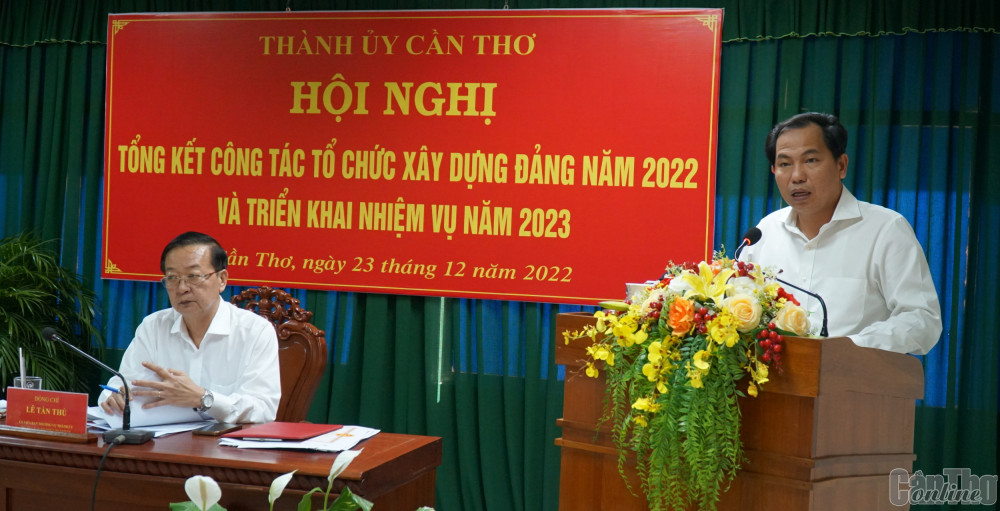 THÀNH ỦY CẦN THƠ
HỘI NGHỊ
TỔNG KẾT CÔNG TÁC TỔ CHỨC XÂY DỰNG ĐẢNG NĂM 2022
VÀ TRIỂN KHAI NHIỆM VỤ NĂM 2023
ần Thơ, ngày 23 tháng 12 năm 2022
ĐỒNG CHÍ
LÊ TẤN THỦ
CầnThơ
online